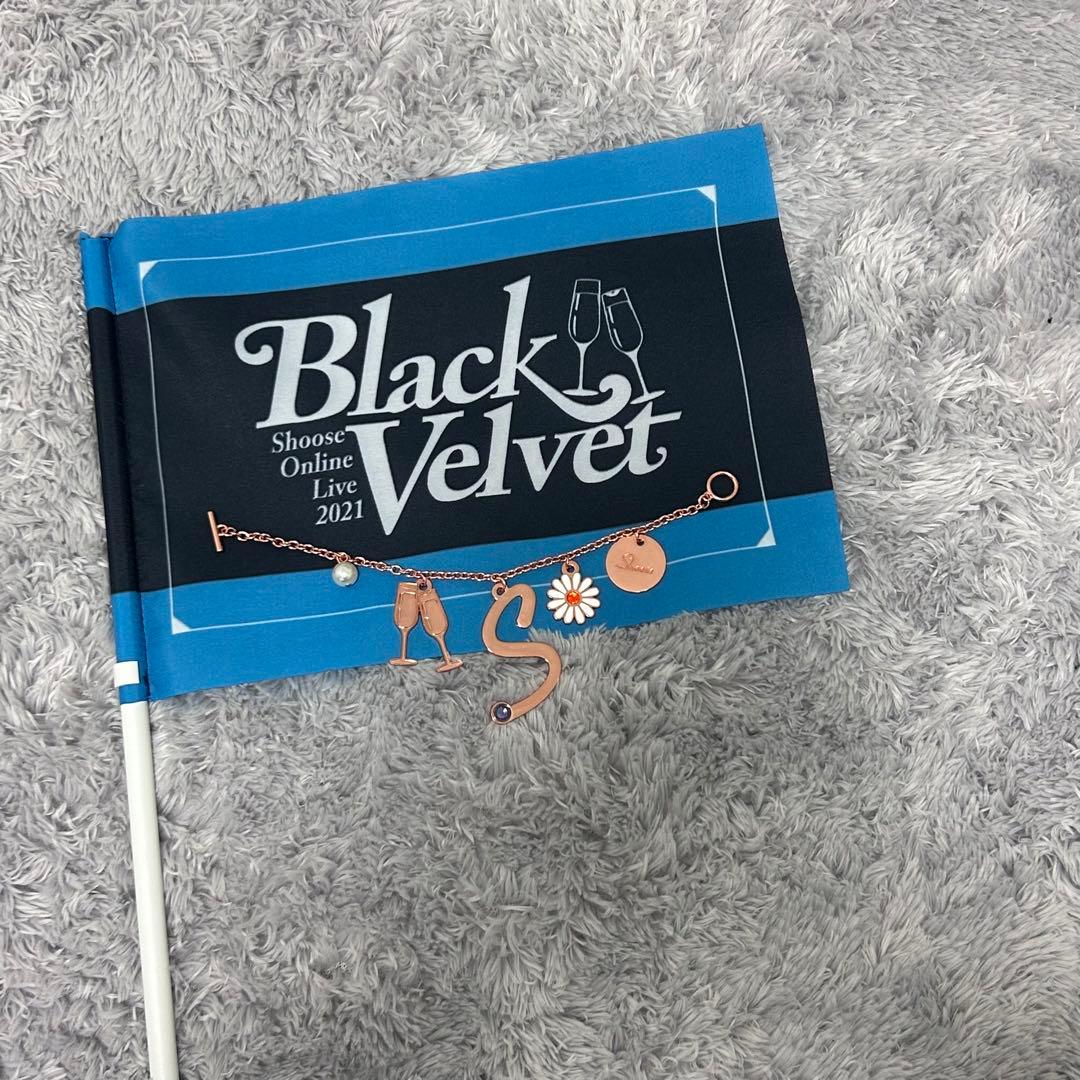 Black
Velvet
Shoose
Online
Live
2021
S